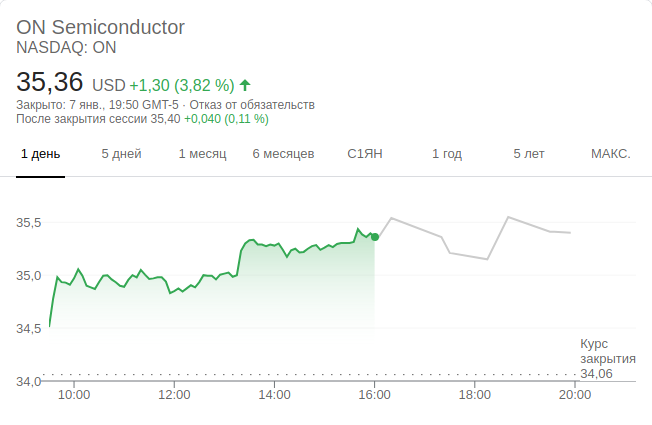 ON Semiconductor
NASDAQ: ON
35,36 USD +1,30 (3,82 %)
Закрыто: 7 янв., 19:50 GMT-5 · Отказ от обязательств
После закрытия сессии 35,40 +0,040 (0,11 %)
1 день 5 дней 1 месяц 6 месяцев С1ЯН 1 год 5 лет МАКС.
35,5
35,0
34,5
Курс
закрытия
34,06
34,0
10:00 12:00 14:00 16:00 18:00 20:00